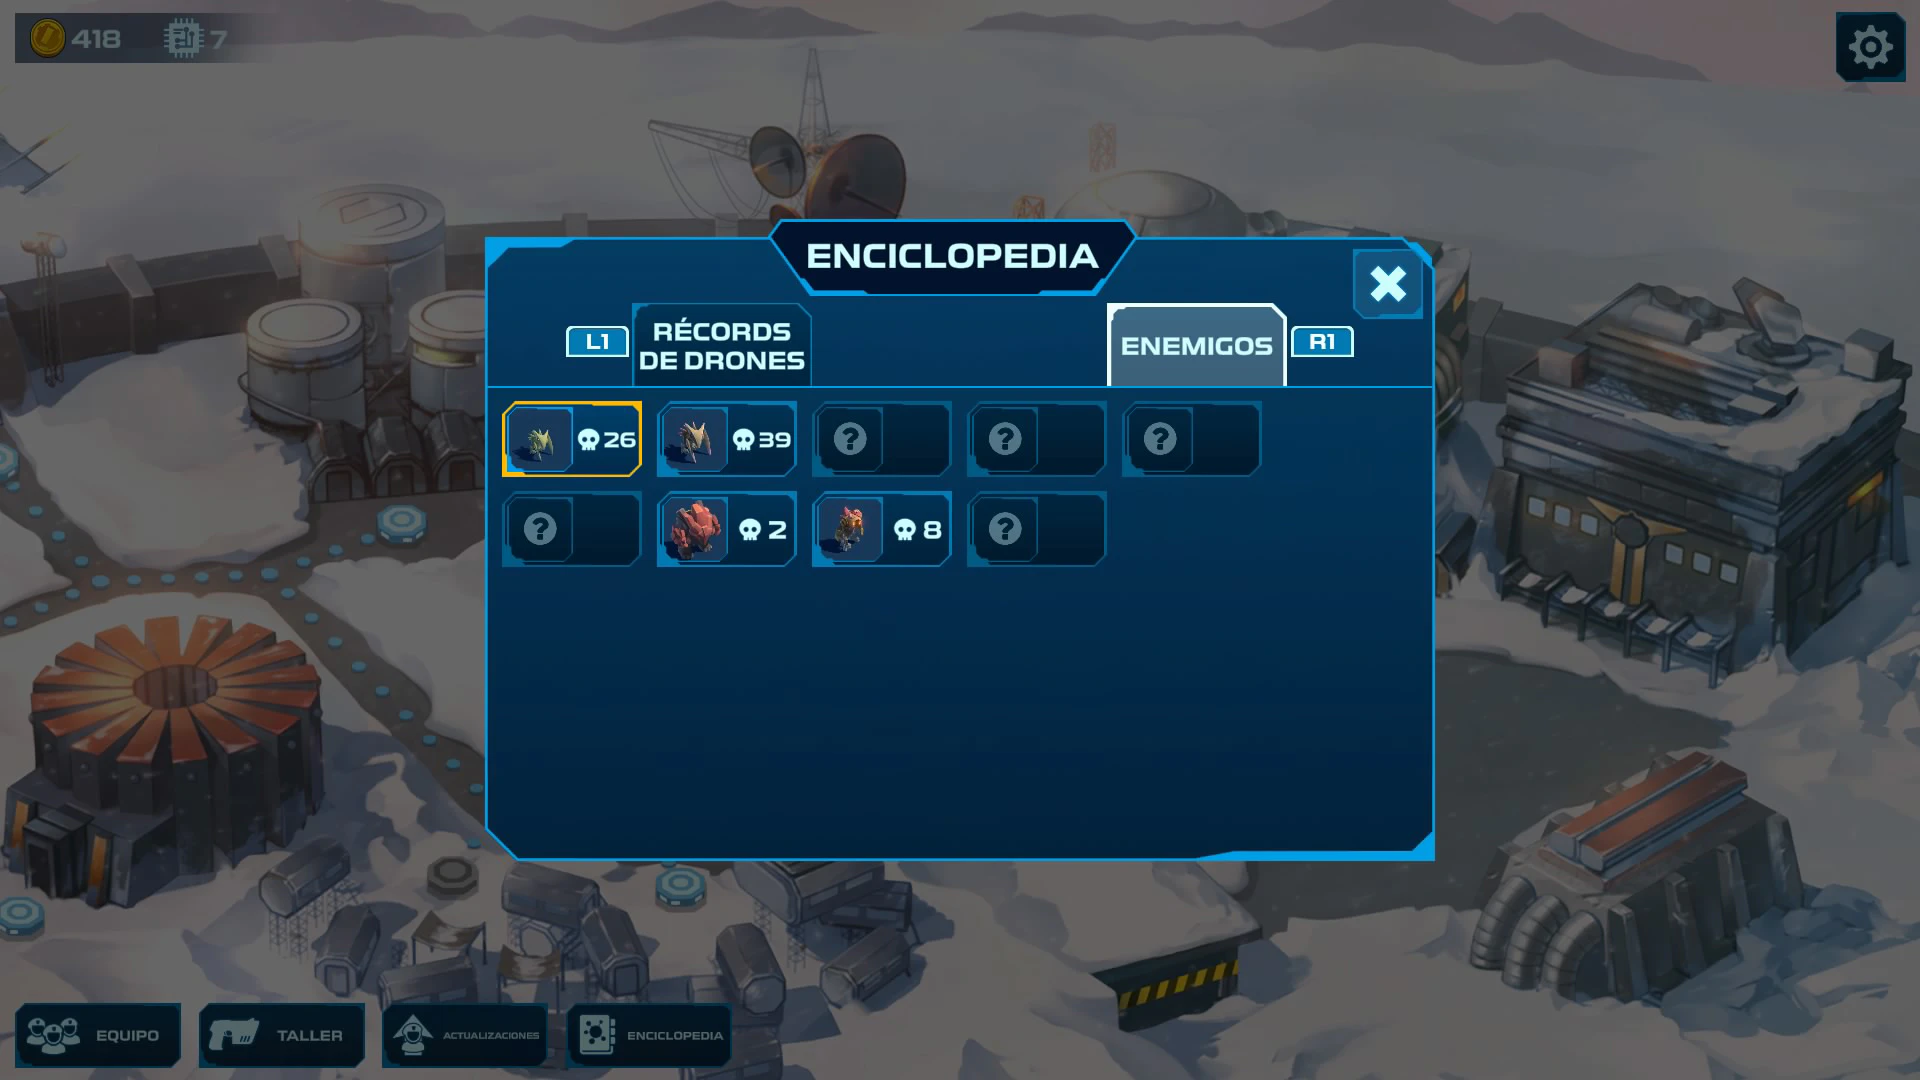 418 7
ENCICLOPEDIA
L1
RÉCORDS
DE DRONES
ENEMIGOS
R1
26 39 ? ? ?
? 2 8 ?
EQUIPO
TALLER
ACTUALIZACIONES
ENCICLOPEDIA